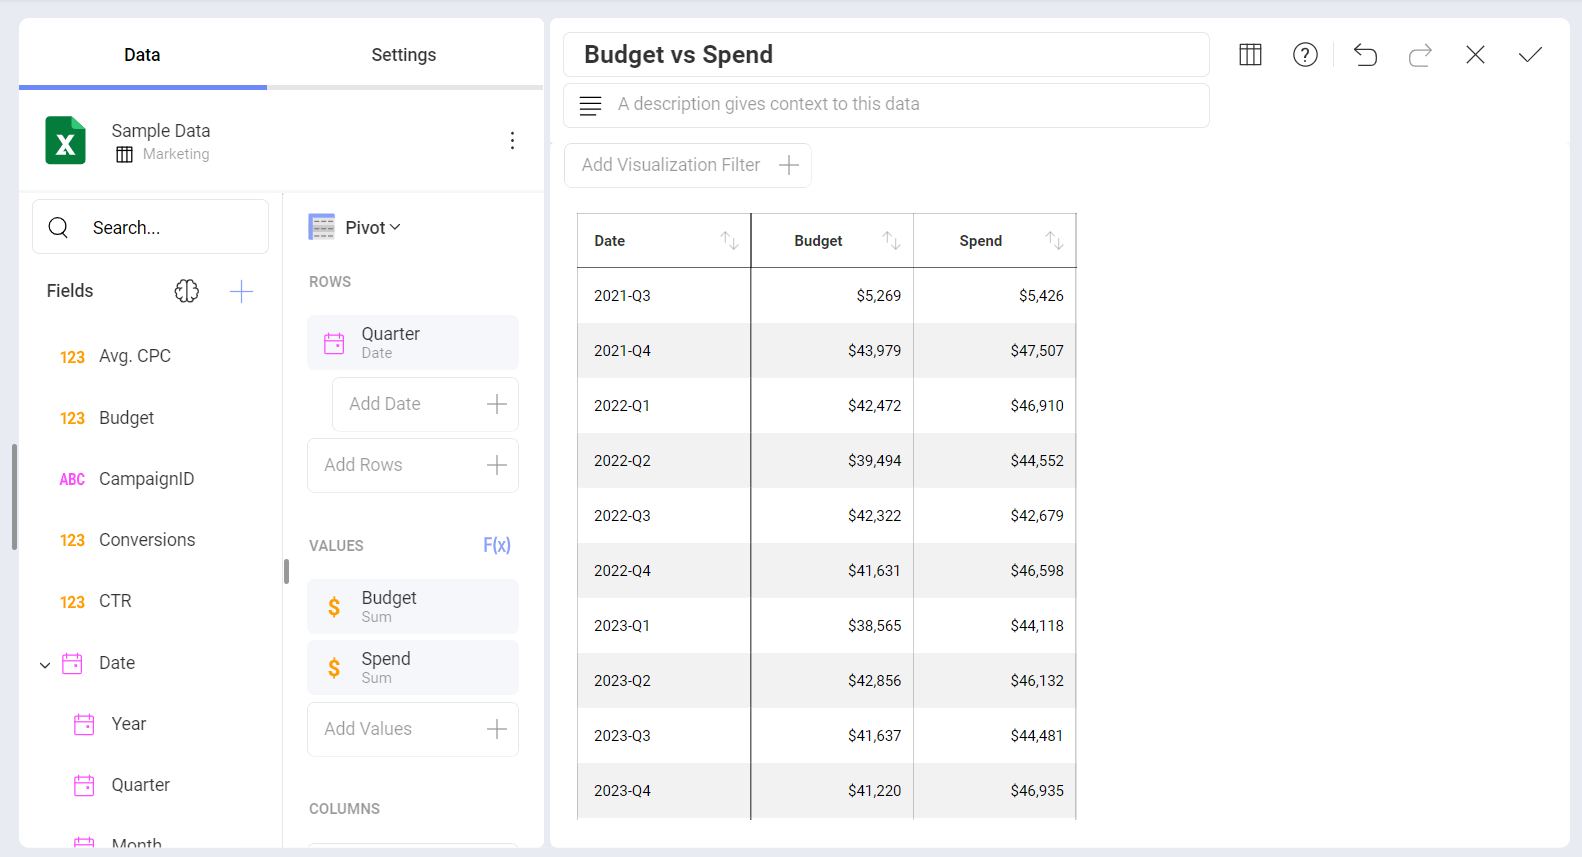 Data
Settings
Sample Data
Marketing
Search...
Fields
123 Avg. CPC
123 Budget
ABC CampaignID
123 Conversions
123 CTR
Date
Year
Quarter
Month
Pivot
ROWS
Quarter
Date
Add Date
Add Rows
VALUES F(x)
$ Budget
Sum
$ Spend
Sum
Add Values
COLUMNS
Budget vs Spend
A description gives context to this data
Add Visualization Filter
Date Budget Spend
2021-Q3 $5,269 $5,426
2021-Q4 $43,979 $47,507
2022-Q1 $42,472 $46,910
2022-Q2 $39,494 $44,552
2022-Q3 $42,322 $42,679
2022-Q4 $41,631 $46,598
2023-Q1 $38,565 $44,118
2023-Q2 $42,856 $46,132
2023-Q3 $41,637 $44,481
2023-Q4 $41,220 $46,935